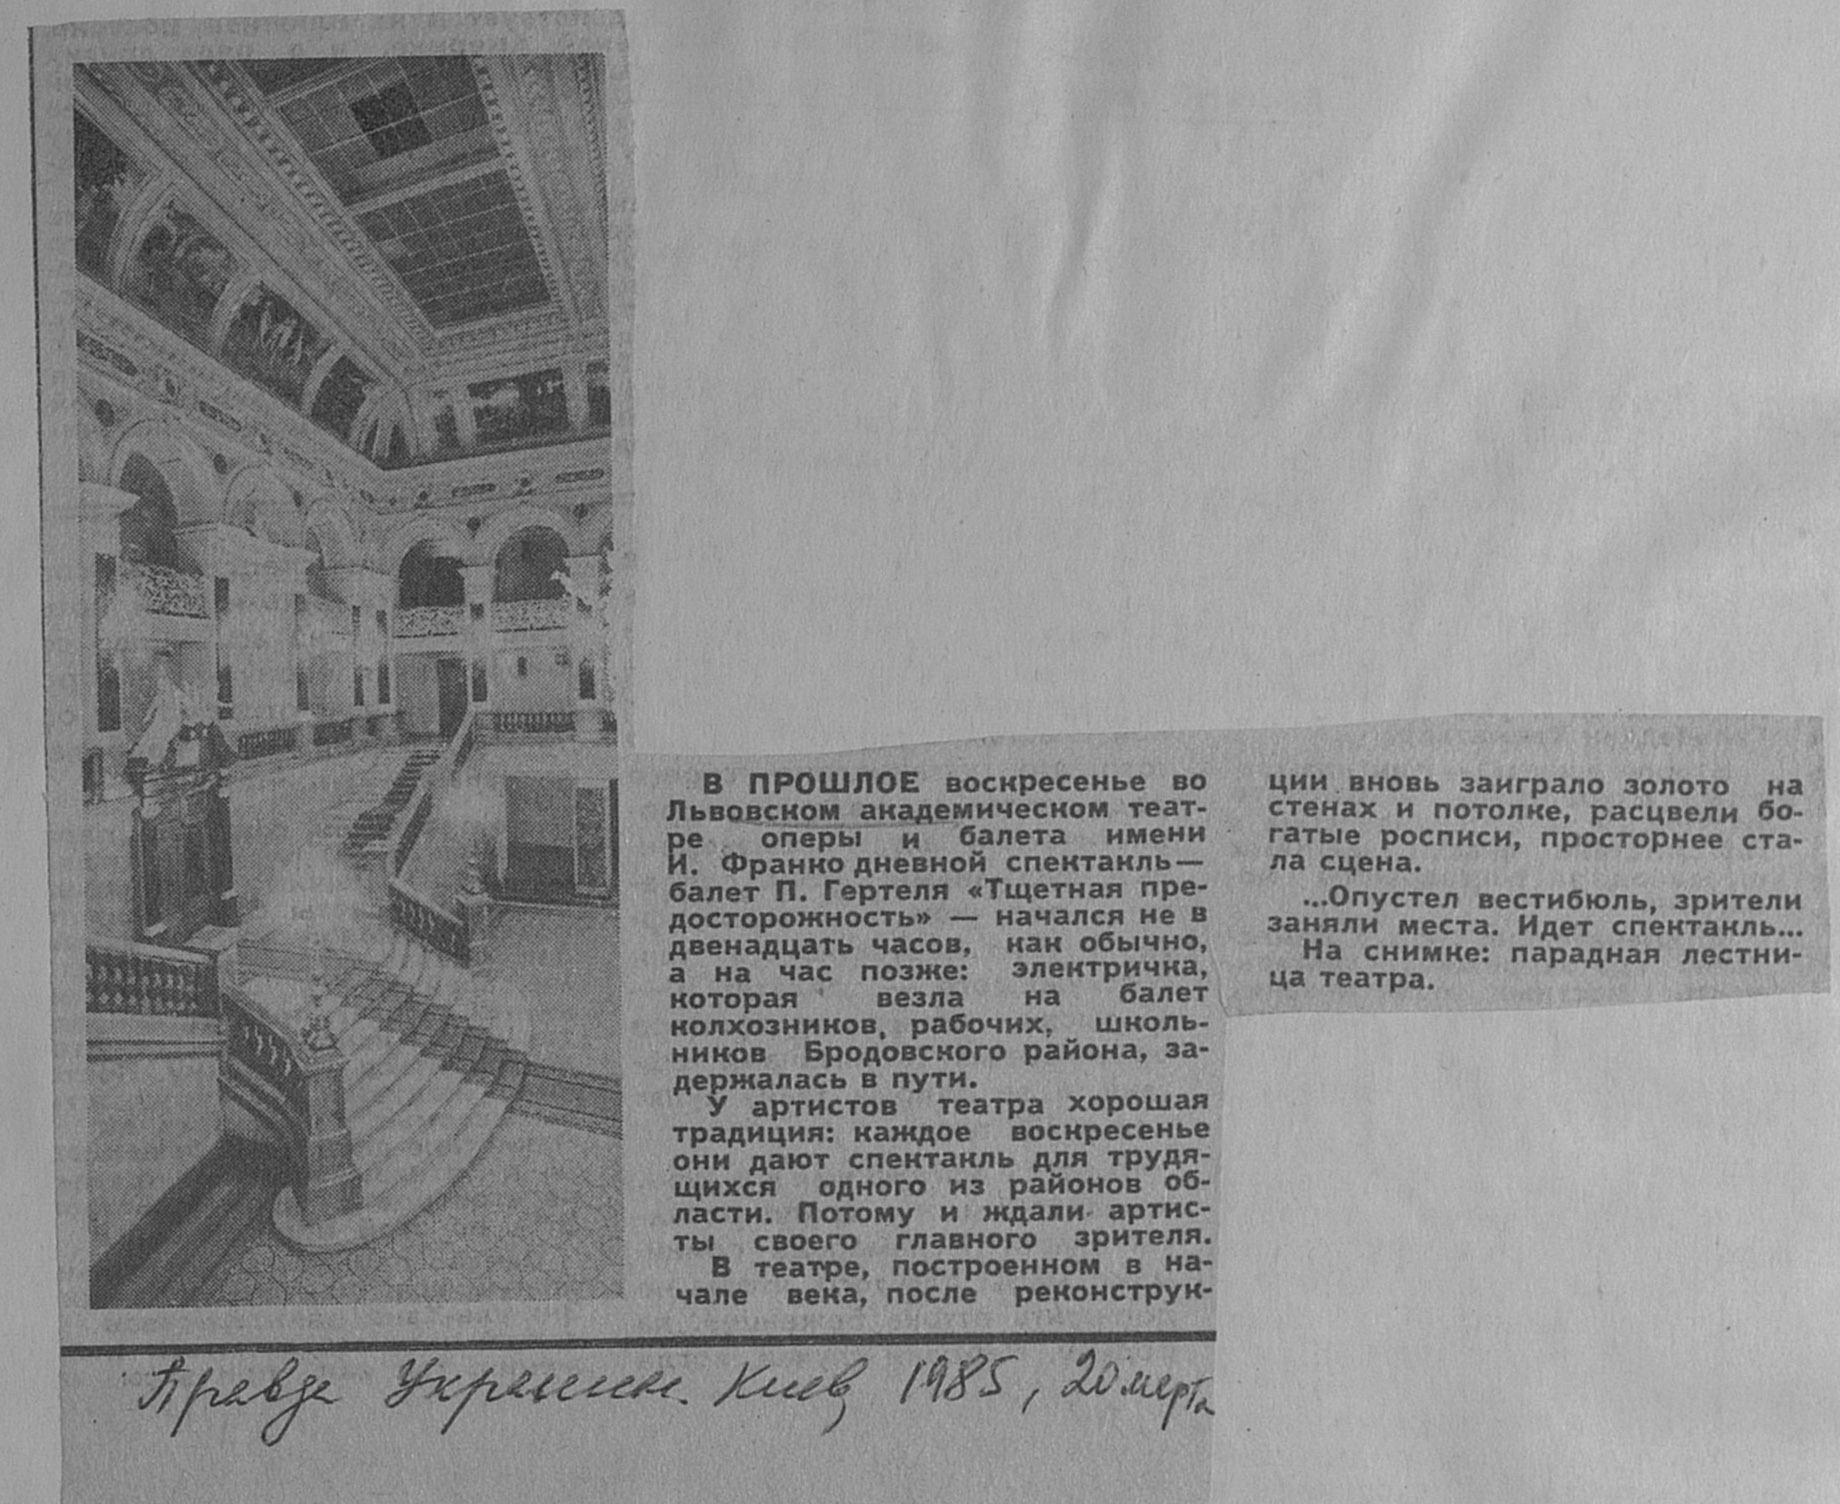 В ПРОШЛОЕ воскресенье во
Львовском академическом теат-
ре оперы и балета имени
И. Франко дневной спектакль—
балет П. Гертеля «Тщетная пре-
досторожность» — начался не в
двенадцать часов, как обычно,
а на час позже: электричка,
которая везла на балет
колхозников, рабочих, школь-
ников Бродовского района, за-
держалась в пути.
У артистов театра хорошая
традиция: каждое воскресенье
они дают спектакль для трудя-
щихся одного из районов об-
ласти. Потому и ждали артис-
ты своего главного зрителя.
В театре, построенном в на-
чале века, после реконструк-
ции вновь заиграло золото на
стенах и потолке, расцвели бо-
гатые росписи, просторнее ста-
ла сцена.
...Опустел вестибюль, зрители
заняли места. Идет спектакль...
На снимке: парадная лестни-
ца театра.
Правда Украины. Киев, 1985, 20 марта